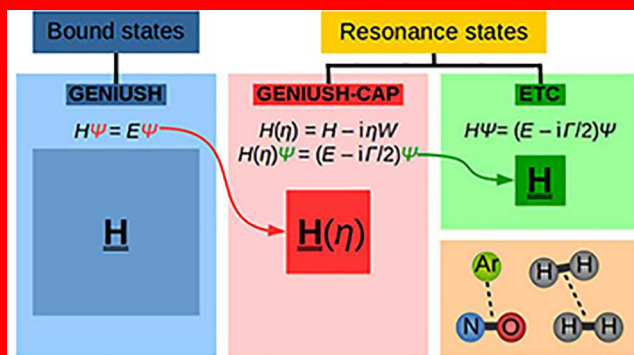 Bound states
Resonance states
GENIUSH
HΨ = EΨ
H
GENIUSH-CAP
H(η) = H − iηW
H(η)Ψ = (E − iΓ/2)Ψ
H(η)
ETC
HΨ = (E − iΓ/2)Ψ
H
Ar
N O
H H
H H